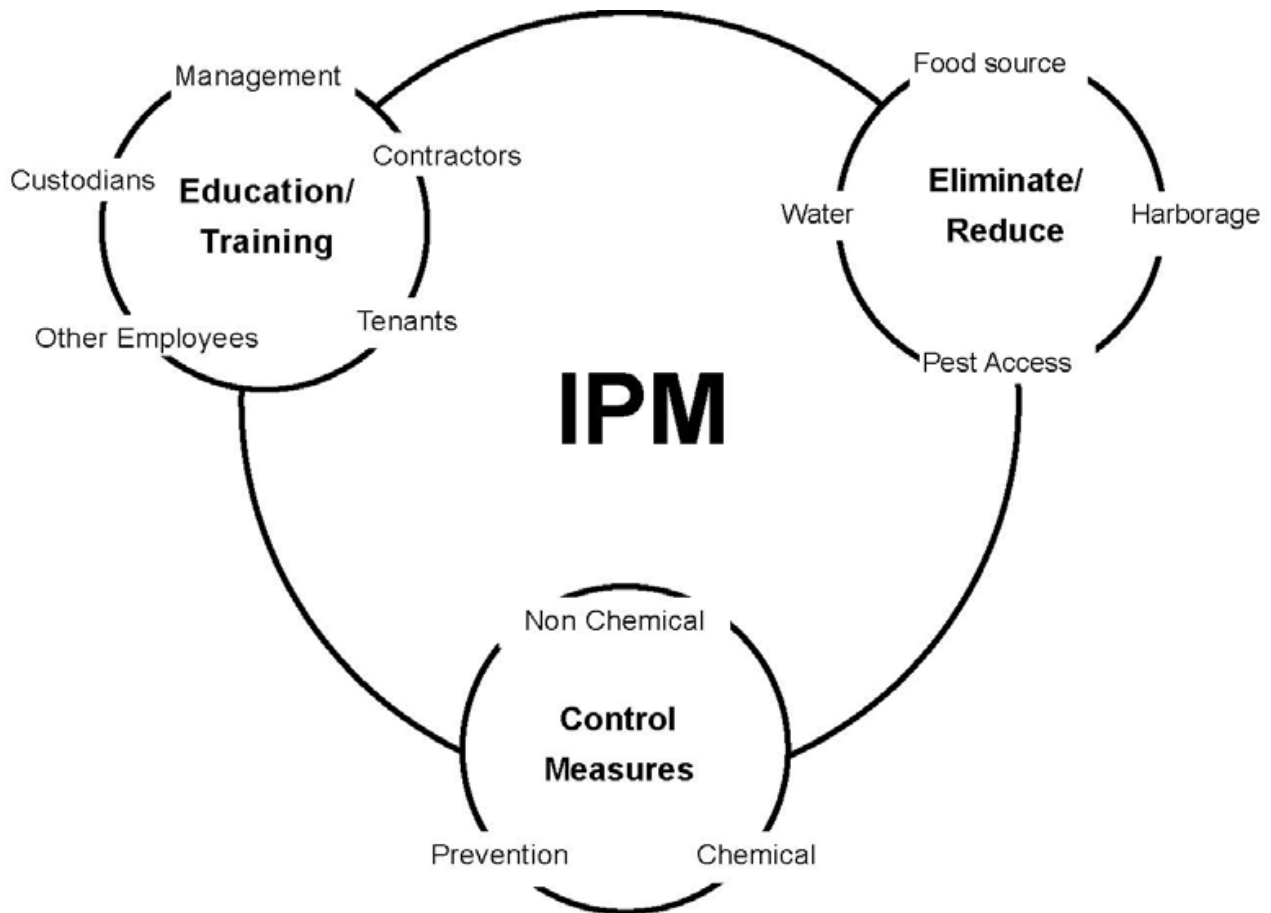 Management
Contractors
Custodians
Education/
Training
Other Employees
Tenants
Food source
Eliminate/
Reduce
Water
Harborage
Pest Access
IPM
Non Chemical
Control
Measures
Prevention
Chemical